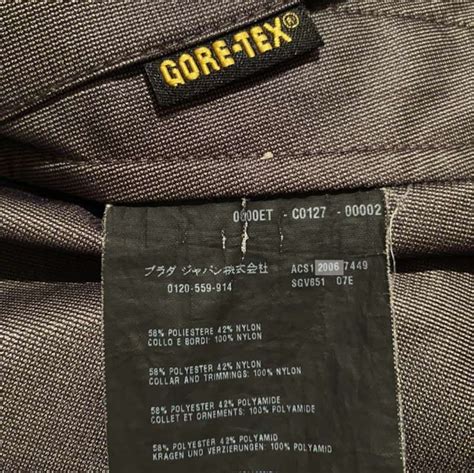 GORE-TEX®
0000ET - C0127 - 00002
プラダ ジャパン株式会社
0120-559-914
ACS1 2006 7449
SGV851 07E
58% POLIESTERE 42% NYLON
COLLO E BORDI: 100% NYLON
58% POLYESTER 42% NYLON
COLLAR AND TRIMMINGS: 100% NYLON
58% POLYESTER 42% POLYAMIDE
COLLET ET ORNEMENTS: 100% POLYAMIDE
58% POLYESTER 42% POLYAMID
KRAGEN UND VERZIERUNGEN: 100% POLYAMID